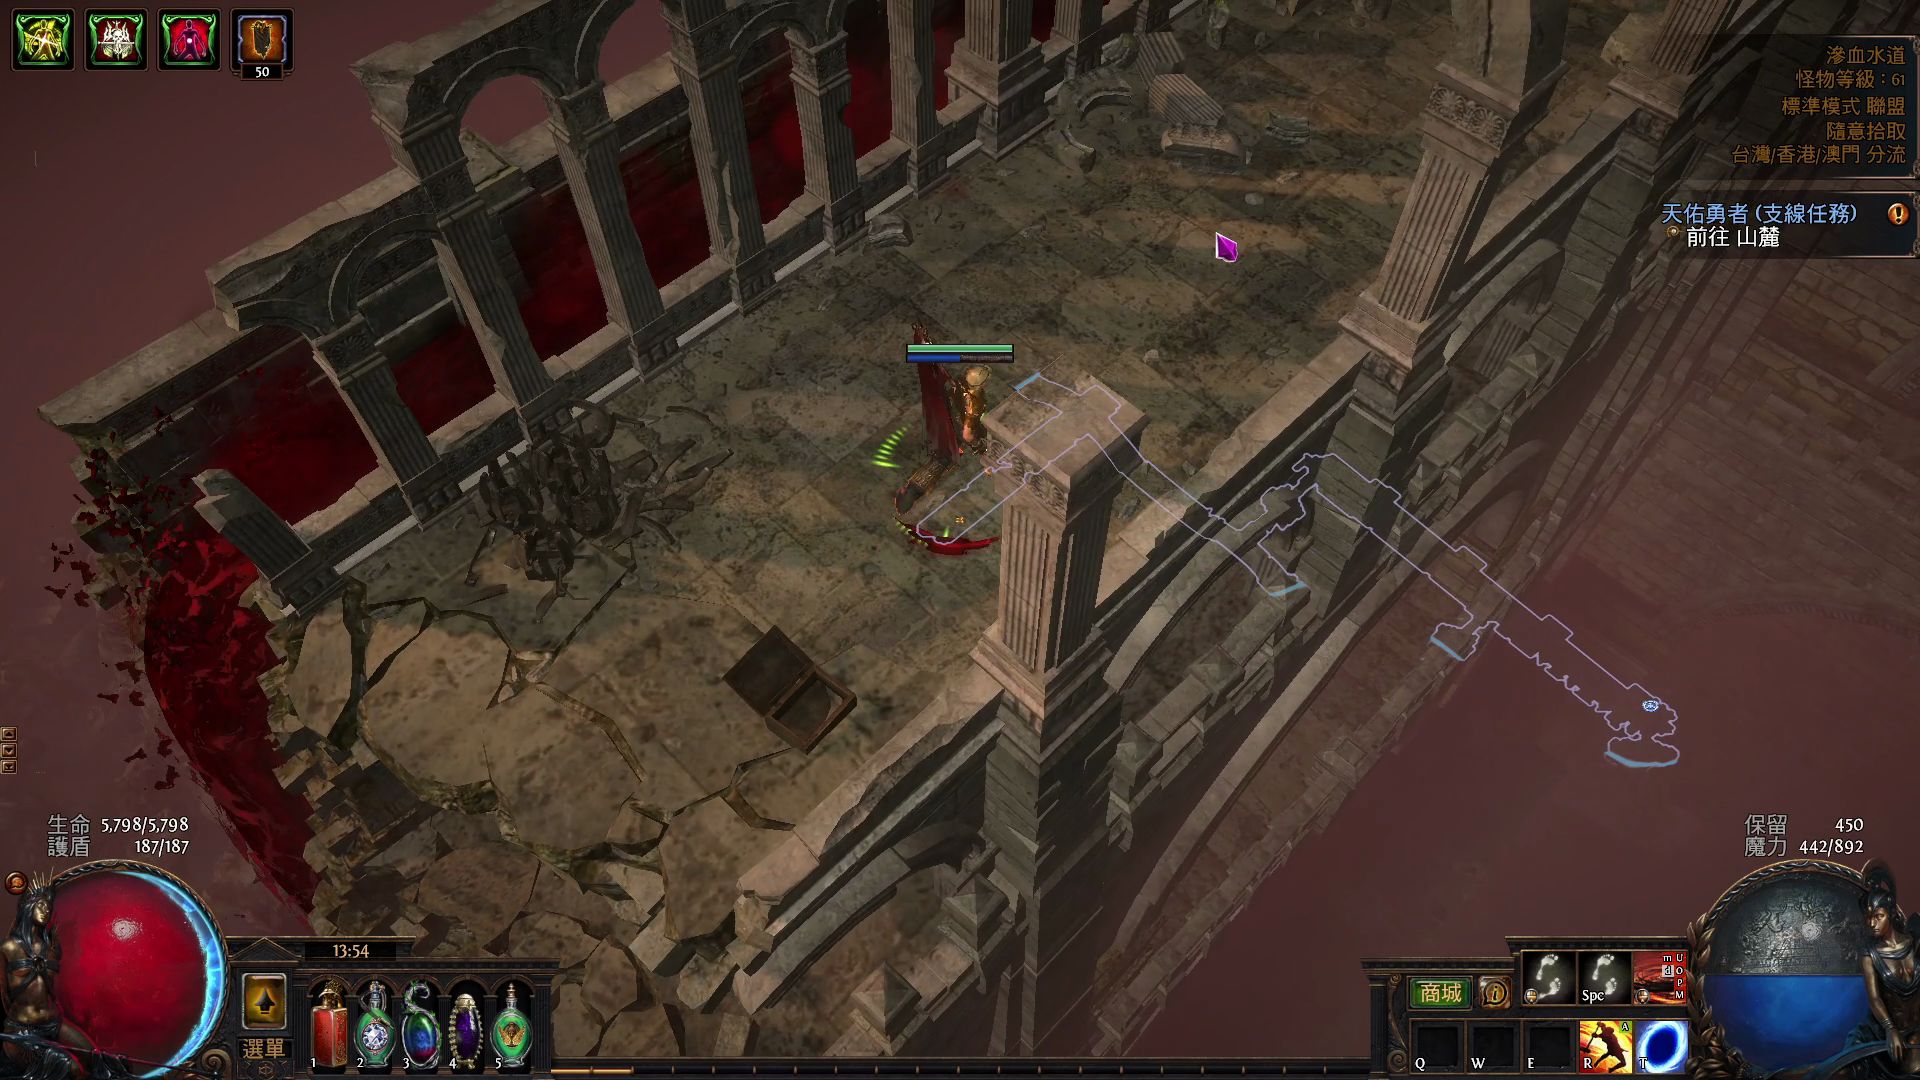 50
滲血水道
怪物等級：61
標準模式 聯盟
隨意拾取
台灣/香港/澳門 分流
天佑勇者 (支線任務)
前往 山麓
生命 5,798/5,798
護盾 187/187
保留 450
魔力 442/892
13:54
選單
1 2 3 4 5
商城
Spc
m U
d O
P
M
Q W E R A T